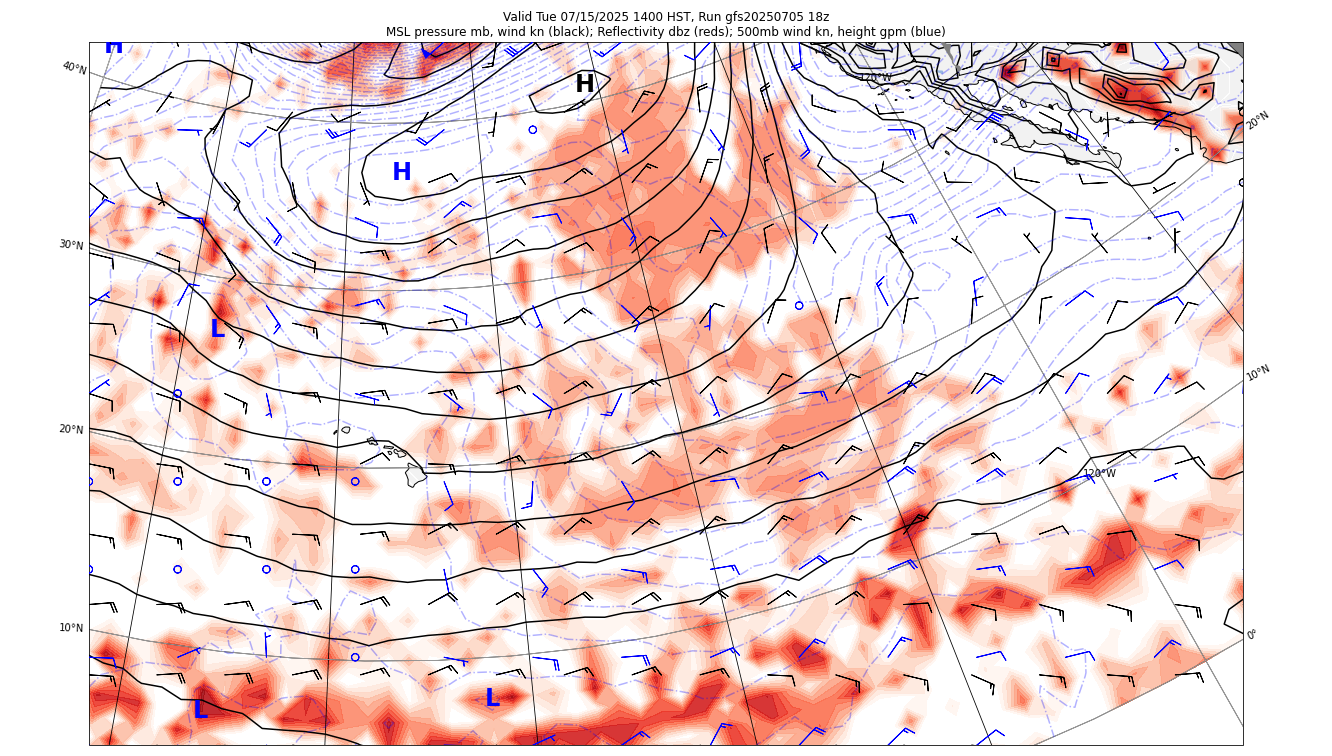 Valid Tue 07/15/2025 1400 HST, Run gfs20250705 18z
MSL pressure mb, wind kn (black); Reflectivity dbz (reds); 500mb wind kn, height gpm (blue)
H
40°N
H
120°W
20°N
H
30°N
L
10°N
20°N
120°W
10°N
0°
L
L